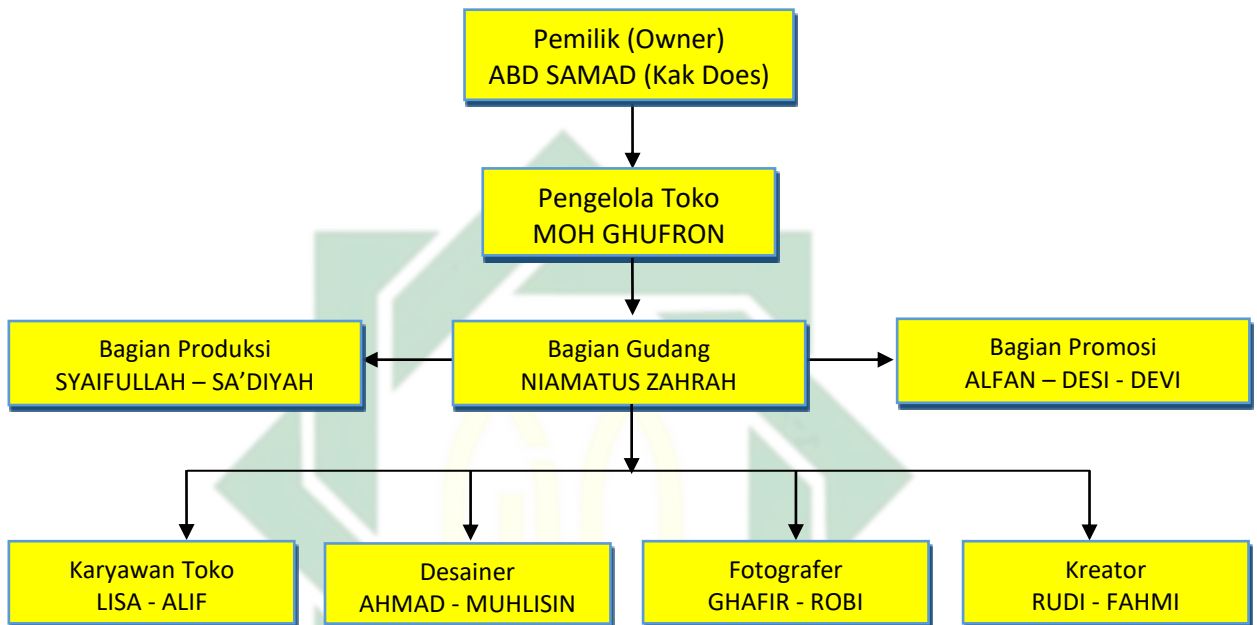 Pemilik (Owner)
ABD SAMAD (Kak Does)
Pengelola Toko
MOH GHUFRON
Bagian Produksi
SYAIFULLAH – SA’DIYAH
Bagian Gudang
NIAMATUS ZAHRAH
Bagian Promosi
ALFAN – DESI - DEVI
Karyawan Toko
LISA - ALIF
Desainer
AHMAD - MUHLISIN
Fotografer
GHAFIR - ROBI
Kreator
RUDI - FAHMI